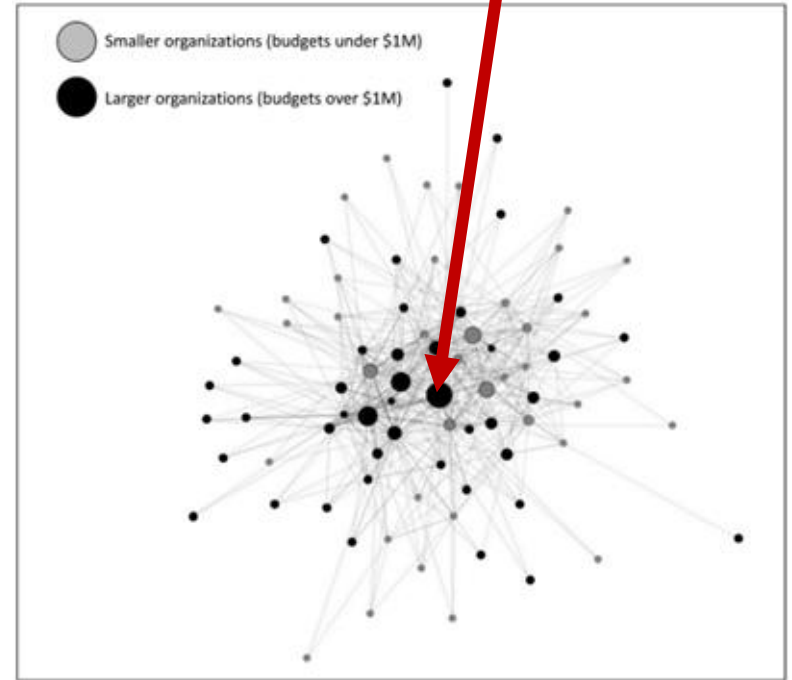 Smaller organizations (budgets under $1M)
Larger organizations (budgets over $1M)